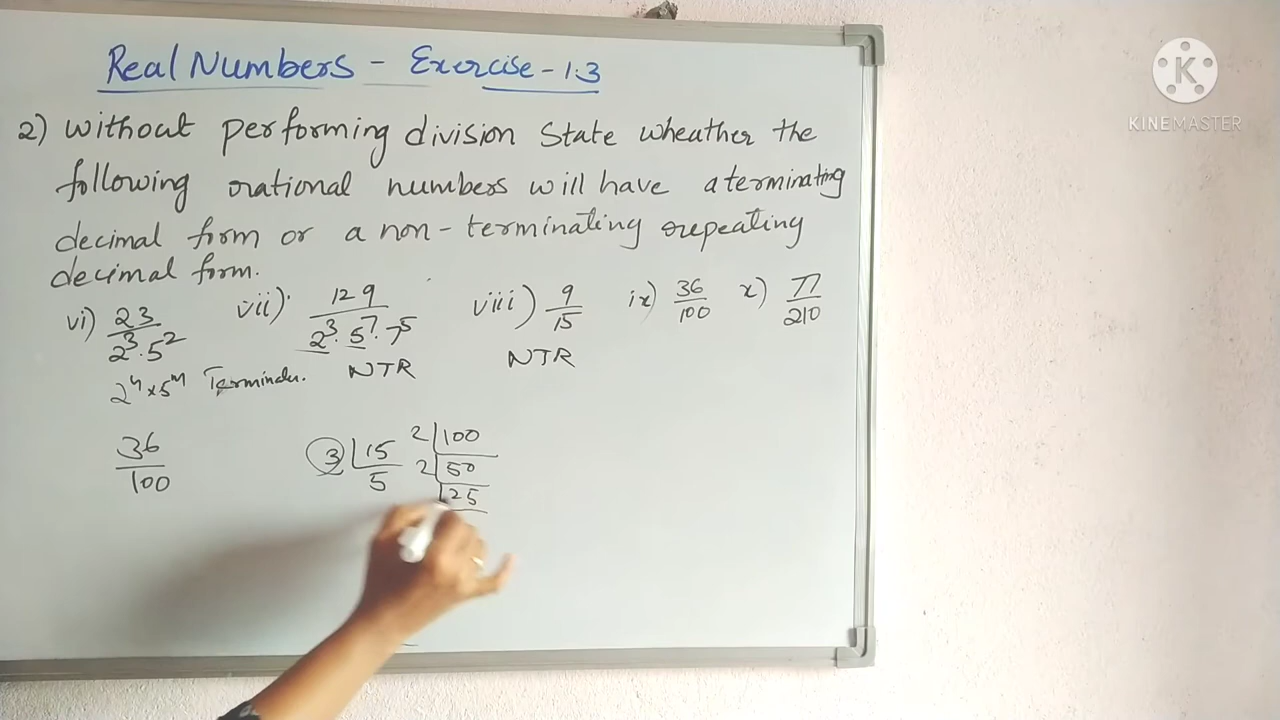 Real Numbers - Exercise - 1.3
2) without performing division State wheather the
following rational numbers will have a terminating
decimal form or a non-terminating repeating
decimal form.
vi) 23/2³.5² vii) 129/2³.5⁷.7⁵ viii) 9/15 ix) 36/100 x) 77/210
2ⁿ x 5ᵐ NTR NTR
36/100 3 | 15 2 | 100
5 2 | 50
25
KINEMASTER